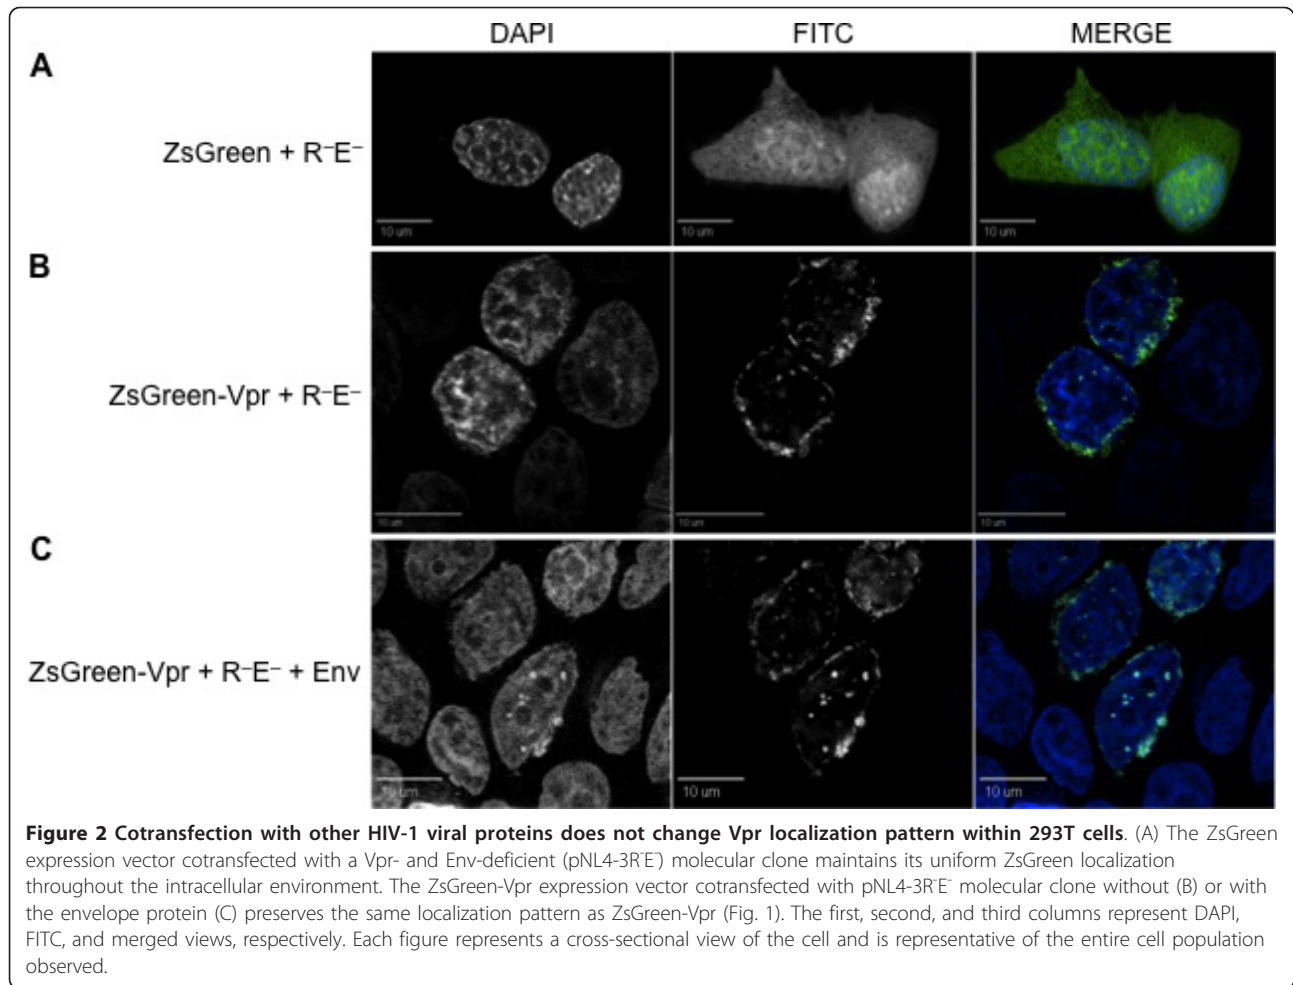 DAPI FITC MERGE
A
ZsGreen + R⁻E⁻
10 um 10 um 10 um
B
ZsGreen-Vpr + R⁻E⁻
10 um 10 um 10 um
C
ZsGreen-Vpr + R⁻E⁻ + Env
10 um 10 um 10 um
Figure 2 Cotransfection with other HIV-1 viral proteins does not change Vpr localization pattern within 293T cells. (A) The ZsGreen
expression vector cotransfected with a Vpr- and Env-deficient (pNL4-3R⁻E⁻) molecular clone maintains its uniform ZsGreen localization
throughout the intracellular environment. The ZsGreen-Vpr expression vector cotransfected with pNL4-3R⁻E⁻ molecular clone without (B) or with
the envelope protein (C) preserves the same localization pattern as ZsGreen-Vpr (Fig. 1). The first, second, and third columns represent DAPI,
FITC, and merged views, respectively. Each figure represents a cross-sectional view of the cell and is representative of the entire cell population
observed.